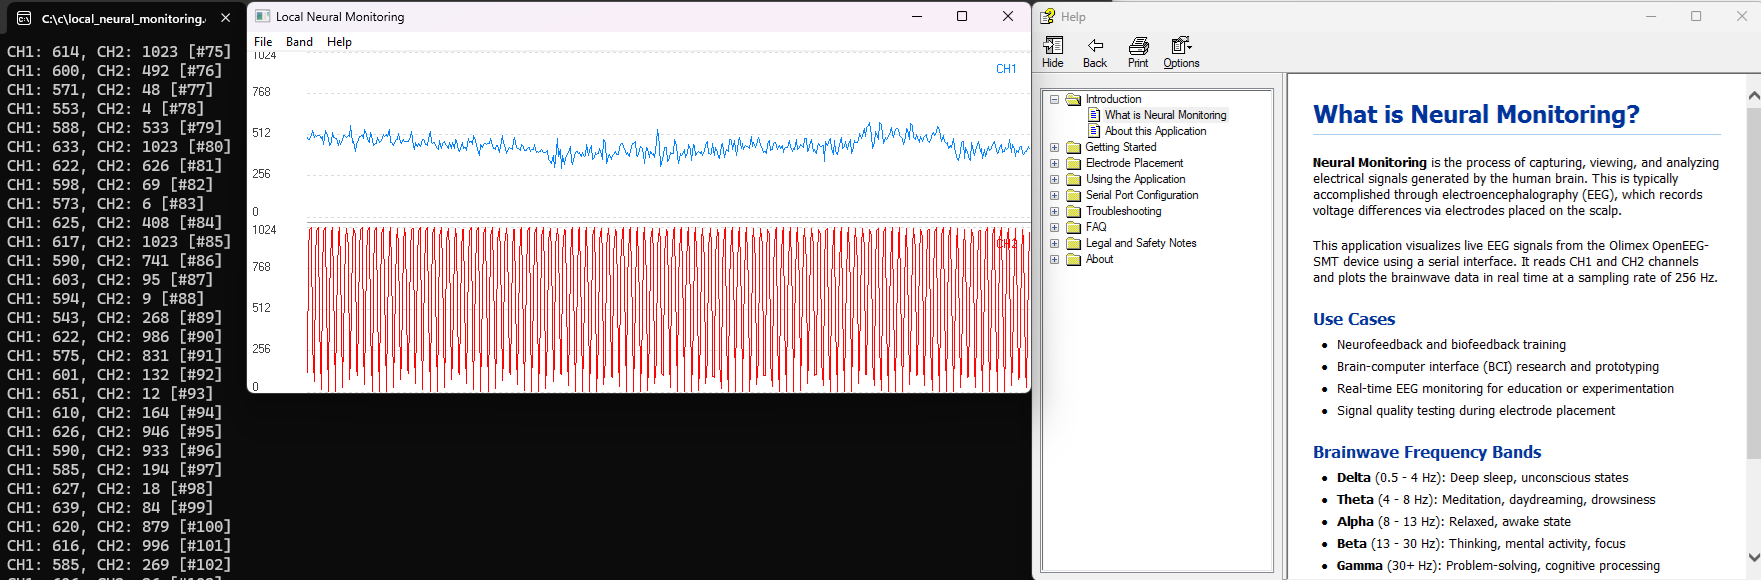 C:\c\local_neural_monitoring.
CH1: 614, CH2: 1023 [#75]
CH1: 600, CH2: 492 [#76]
CH1: 571, CH2: 48 [#77]
CH1: 553, CH2: 4 [#78]
CH1: 588, CH2: 533 [#79]
CH1: 633, CH2: 1023 [#80]
CH1: 622, CH2: 626 [#81]
CH1: 598, CH2: 69 [#82]
CH1: 573, CH2: 6 [#83]
CH1: 625, CH2: 408 [#84]
CH1: 617, CH2: 1023 [#85]
CH1: 590, CH2: 741 [#86]
CH1: 603, CH2: 95 [#87]
CH1: 594, CH2: 9 [#88]
CH1: 543, CH2: 268 [#89]
CH1: 622, CH2: 986 [#90]
CH1: 575, CH2: 831 [#91]
CH1: 601, CH2: 132 [#92]
CH1: 651, CH2: 12 [#93]
CH1: 610, CH2: 164 [#94]
CH1: 626, CH2: 946 [#95]
CH1: 590, CH2: 933 [#96]
CH1: 585, CH2: 194 [#97]
CH1: 627, CH2: 18 [#98]
CH1: 639, CH2: 84 [#99]
CH1: 620, CH2: 879 [#100]
CH1: 616, CH2: 996 [#101]
CH1: 585, CH2: 269 [#102]
Local Neural Monitoring
File Band Help
1024
CH1
768
512
256
0
1024
CH2
768
512
256
0
Help
Hide Back Print Options
Introduction
What is Neural Monitoring
About this Application
Getting Started
Electrode Placement
Using the Application
Serial Port Configuration
Troubleshooting
FAQ
Legal and Safety Notes
About
What is Neural Monitoring?
Neural Monitoring is the process of capturing, viewing, and analyzing
electrical signals generated by the human brain. This is typically
accomplished through electroencephalography (EEG), which records
voltage differences via electrodes placed on the scalp.
This application visualizes live EEG signals from the Olimex OpenEEG-
SMT device using a serial interface. It reads CH1 and CH2 channels
and plots the brainwave data in real time at a sampling rate of 256 Hz.
Use Cases
• Neurofeedback and biofeedback training
• Brain-computer interface (BCI) research and prototyping
• Real-time EEG monitoring for education or experimentation
• Signal quality testing during electrode placement
Brainwave Frequency Bands
• Delta (0.5 - 4 Hz): Deep sleep, unconscious states
• Theta (4 - 8 Hz): Meditation, daydreaming, drowsiness
• Alpha (8 - 13 Hz): Relaxed, awake state
• Beta (13 - 30 Hz): Thinking, mental activity, focus
• Gamma (30+ Hz): Problem-solving, cognitive processing